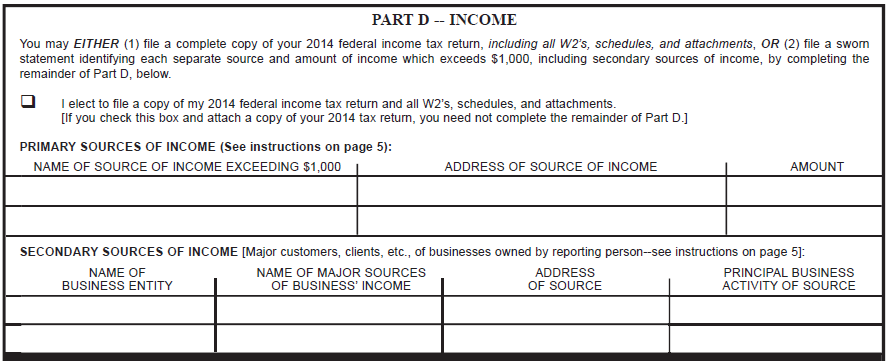 PART D -- INCOME
You may EITHER (1) file a complete copy of your 2014 federal income tax return, including all W2's, schedules, and attachments, OR (2) file a sworn
statement identifying each separate source and amount of income which exceeds $1,000, including secondary sources of income, by completing the
remainder of Part D, below.
❑ I elect to file a copy of my 2014 federal income tax return and all W2's, schedules, and attachments.
[If you check this box and attach a copy of your 2014 tax return, you need not complete the remainder of Part D.]
PRIMARY SOURCES OF INCOME (See instructions on page 5):
NAME OF SOURCE OF INCOME EXCEEDING $1,000 ADDRESS OF SOURCE OF INCOME AMOUNT
SECONDARY SOURCES OF INCOME [Major customers, clients, etc., of businesses owned by reporting person--see instructions on page 5]:
NAME OF NAME OF MAJOR SOURCES ADDRESS PRINCIPAL BUSINESS
BUSINESS ENTITY OF BUSINESS' INCOME OF SOURCE ACTIVITY OF SOURCE